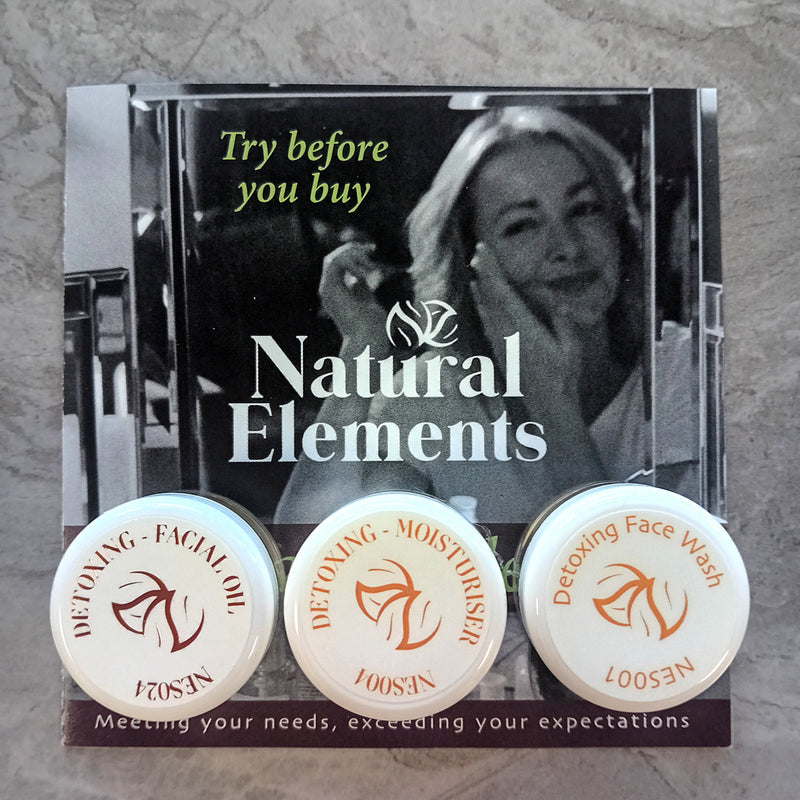 Try before
you buy
Natural
Elements
DETOXING - FACIAL OIL
NES024
DETOXING - MOISTURISER
NES004
Detoxing Face Wash
NES001
Meeting your needs, exceeding your expectations